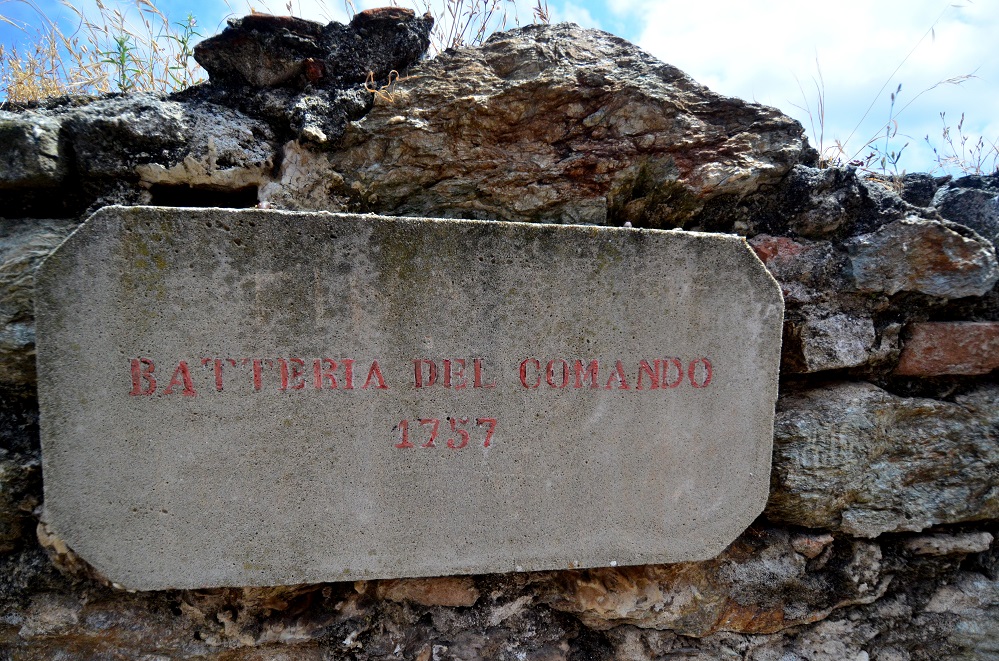 BATTERIA DEL COMANDO
1757